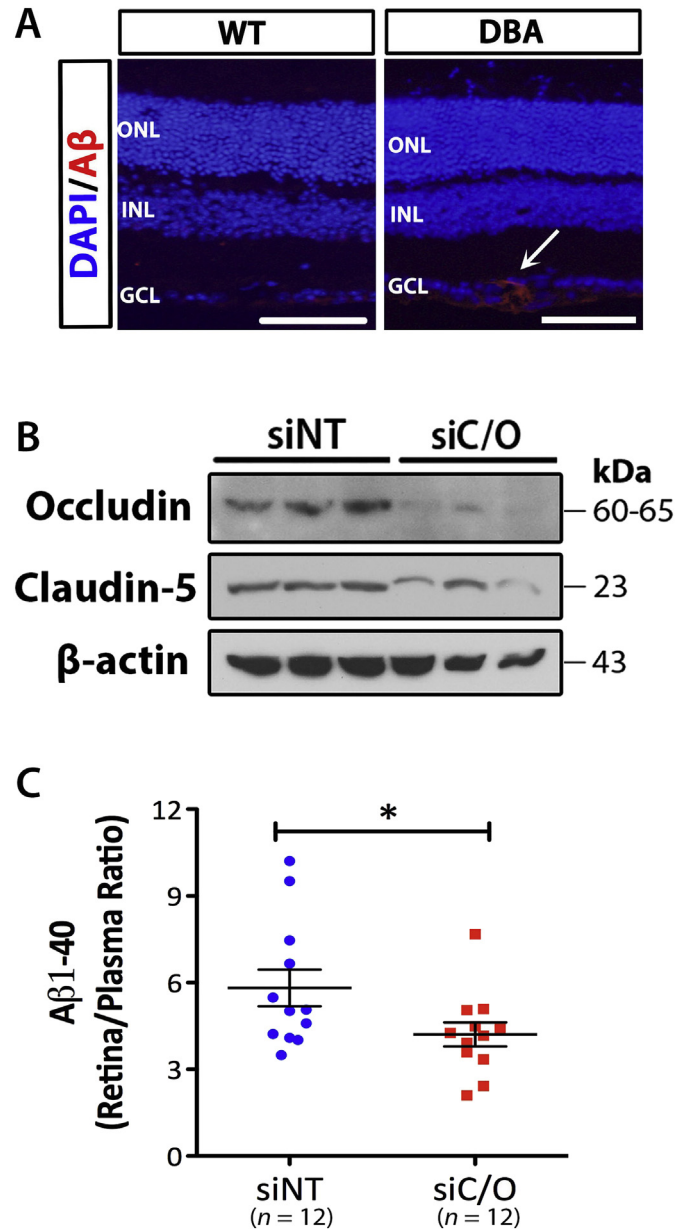 A
WT
DBA
DAPI/Aβ
ONL
INL
GCL
ONL
INL
GCL
B
siNT
siC/O
kDa
Occludin
60-65
Claudin-5
23
β-actin
43
C
*
Aβ1-40
(Retina/Plasma Ratio)
12
9
6
3
0
siNT
(n = 12)
siC/O
(n = 12)